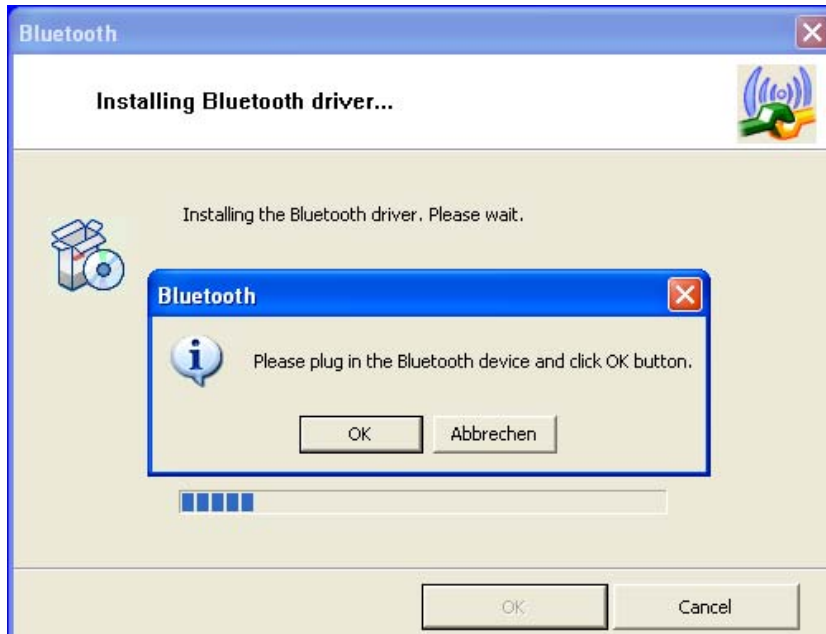 Bluetooth
Installing Bluetooth driver...
Installing the Bluetooth driver. Please wait.
Bluetooth
Please plug in the Bluetooth device and click OK button.
OK Abbrechen
OK Cancel